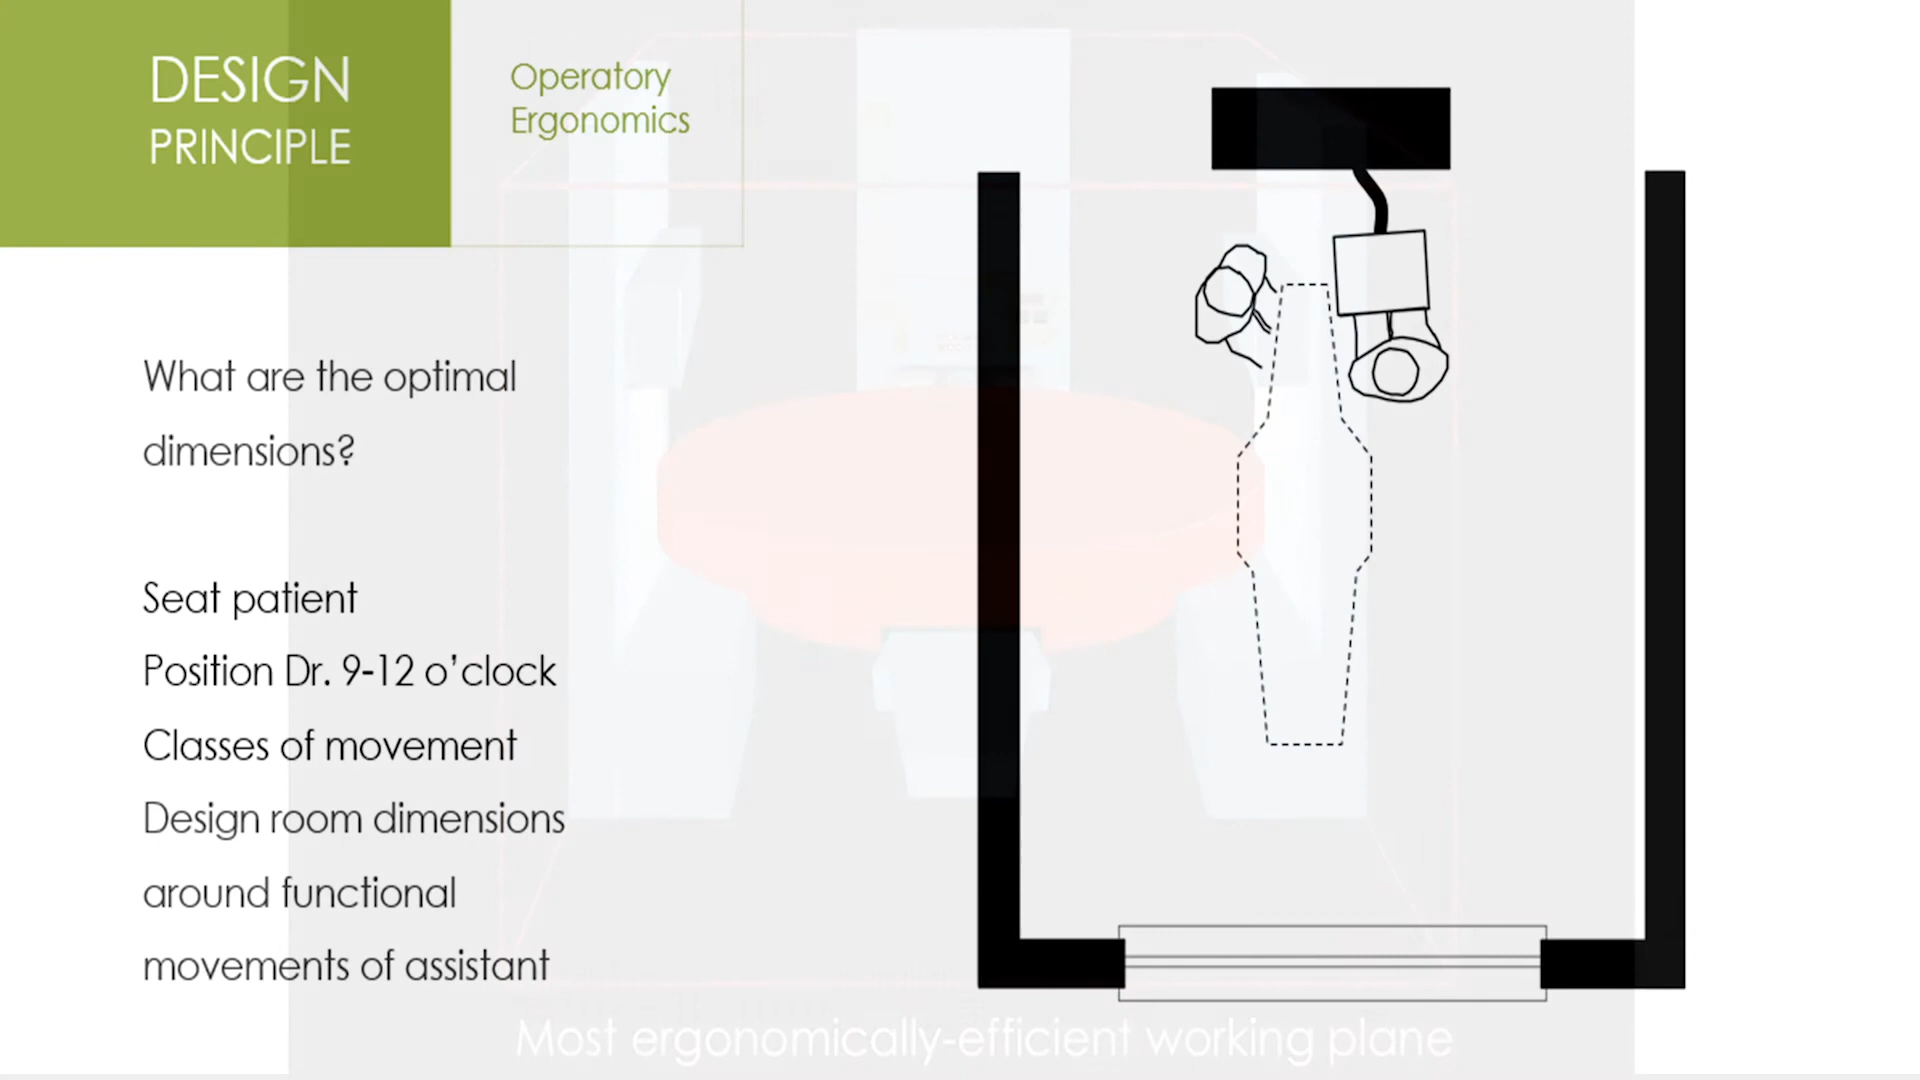 DESIGN
PRINCIPLE
Operatory
Ergonomics
What are the optimal
dimensions?
Seat patient
Position Dr. 9-12 o’clock
Classes of movement
Design room dimensions
around functional
movements of assistant
Most ergonomically-efficient working plane